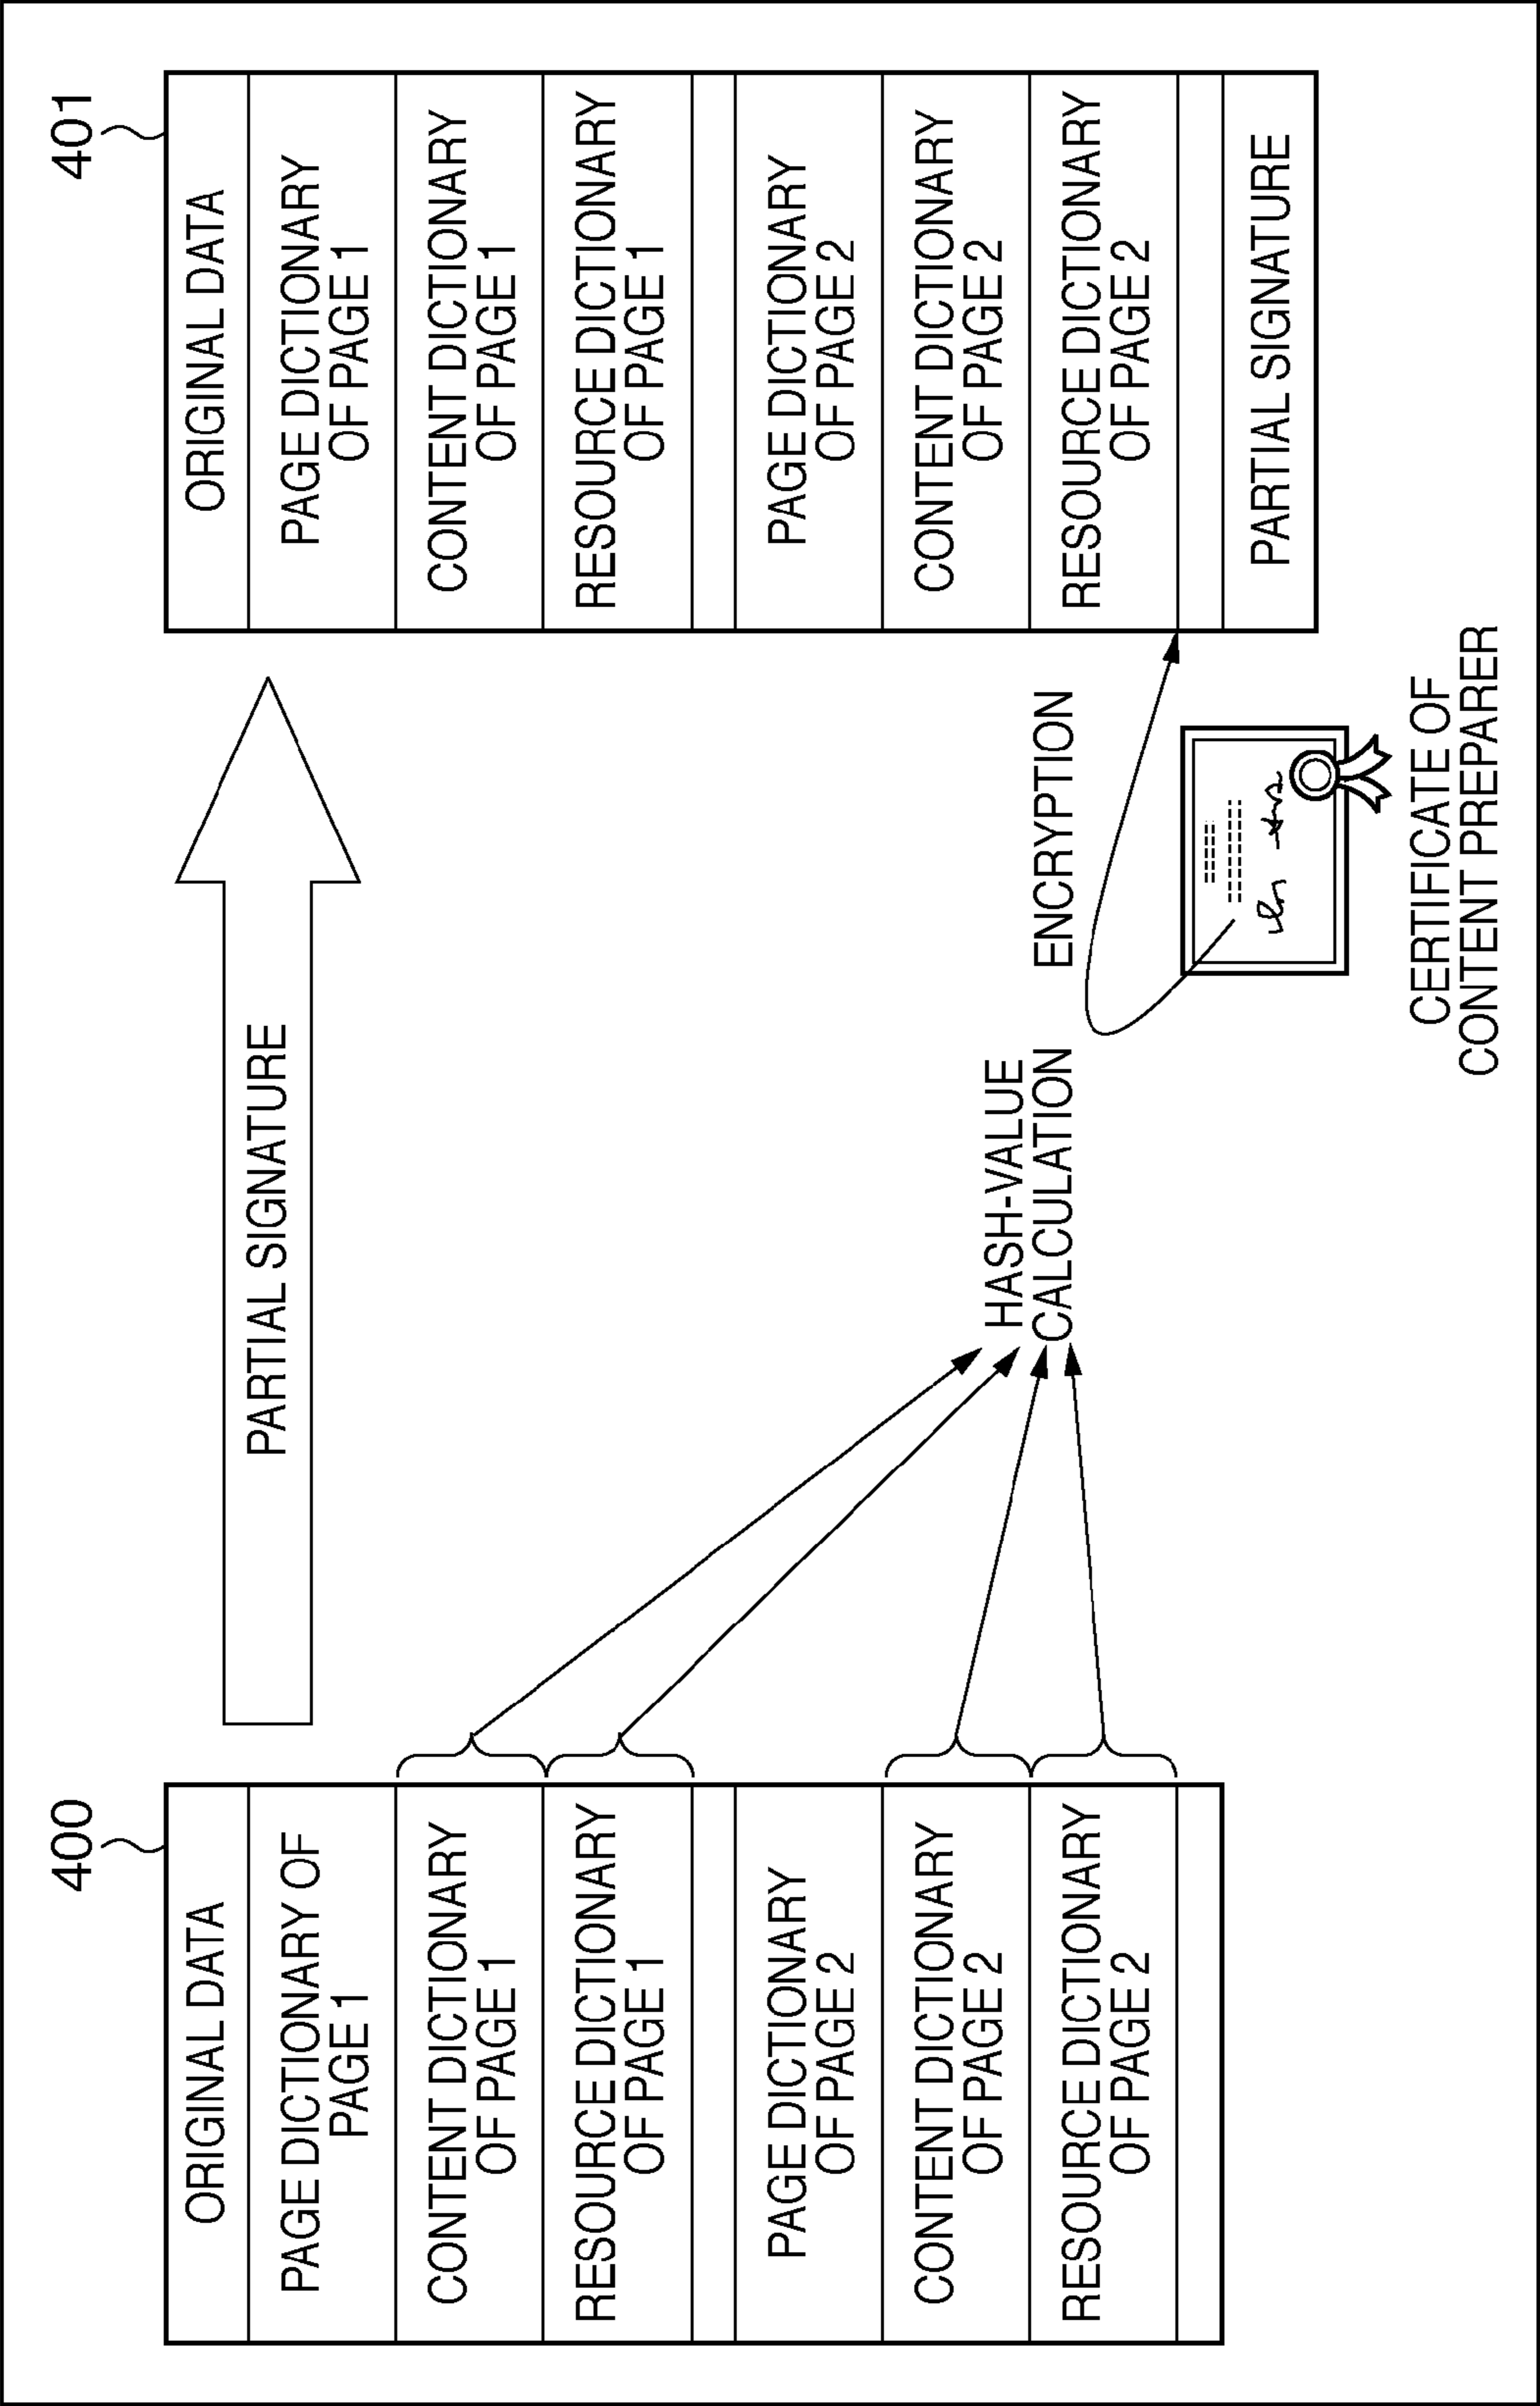 400
ORIGINAL DATA
PAGE DICTIONARY OF
PAGE 1
CONTENT DICTIONARY
OF PAGE 1
RESOURCE DICTIONARY
OF PAGE 1
PAGE DICTIONARY
OF PAGE 2
CONTENT DICTIONARY
OF PAGE 2
RESOURCE DICTIONARY
OF PAGE 2
PARTIAL SIGNATURE
HASH-VALUE
CALCULATION
ENCRYPTION
CERTIFICATE OF
CONTENT PREPARER
401
ORIGINAL DATA
PAGE DICTIONARY
OF PAGE 1
CONTENT DICTIONARY
OF PAGE 1
RESOURCE DICTIONARY
OF PAGE 1
PAGE DICTIONARY
OF PAGE 2
CONTENT DICTIONARY
OF PAGE 2
RESOURCE DICTIONARY
OF PAGE 2
PARTIAL SIGNATURE